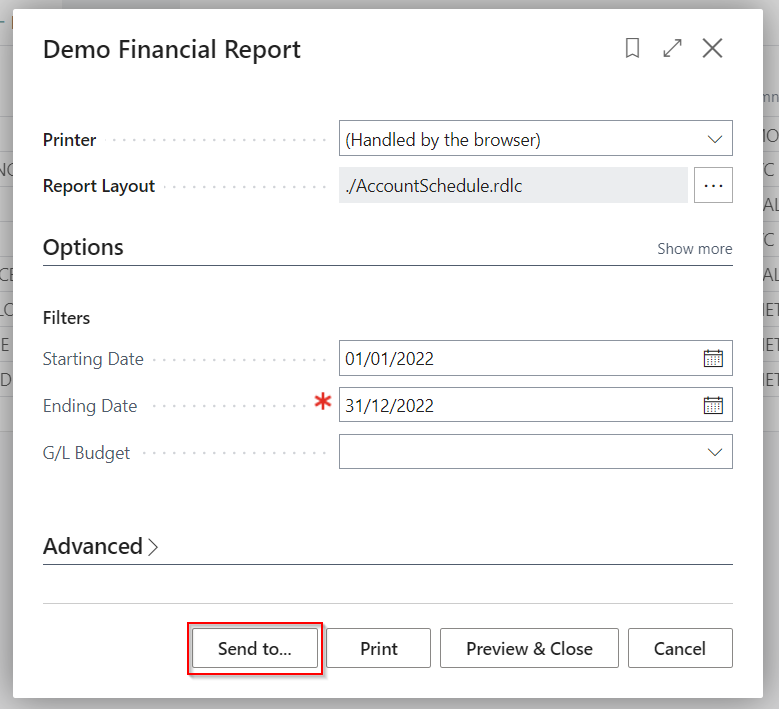 Demo Financial Report
Printer (Handled by the browser)
Report Layout ./AccountSchedule.rdlc ...
Options Show more
Filters
Starting Date 01/01/2022
Ending Date * 31/12/2022
G/L Budget
Advanced
Send to... Print Preview & Close Cancel